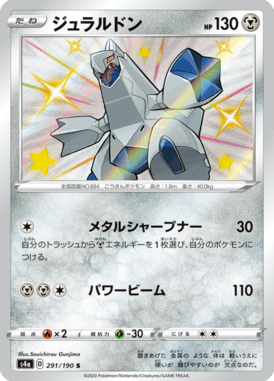 たね ジュラルドン HP 130
全国図鑑NO.884 ごうきんポケモン 高さ：1.8m 重さ：40.0kg
メタルシャープナー 30
自分のトラッシュからエネルギーを1枚選び、自分のポケモンにつける。
パワービーム 110
弱点 ×2 抵抗力 -30 にげる
Illus. Souichirou Gunjima
s4a D 291/190 S
©2020 Pokémon/Nintendo/Creatures/GAME FREAK.